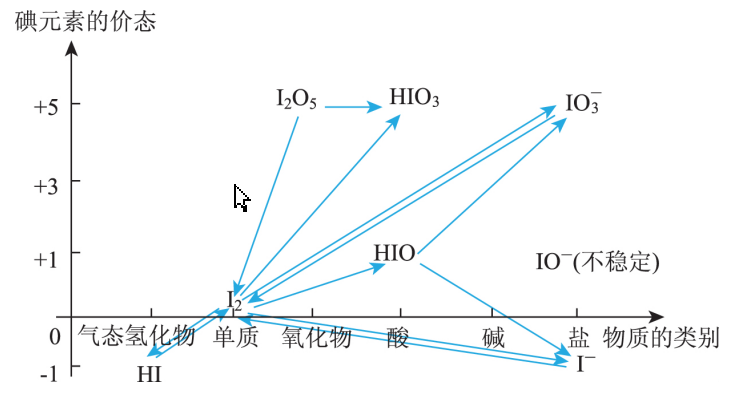 碘元素的价态
+5
I₂O₅
HIO₃
IO₃⁻
+3
+1
HIO
IO⁻(不稳定)
I₂
0
气态氢化物
单质
氧化物
酸
碱
盐
物质的类别
-1
HI
I⁻